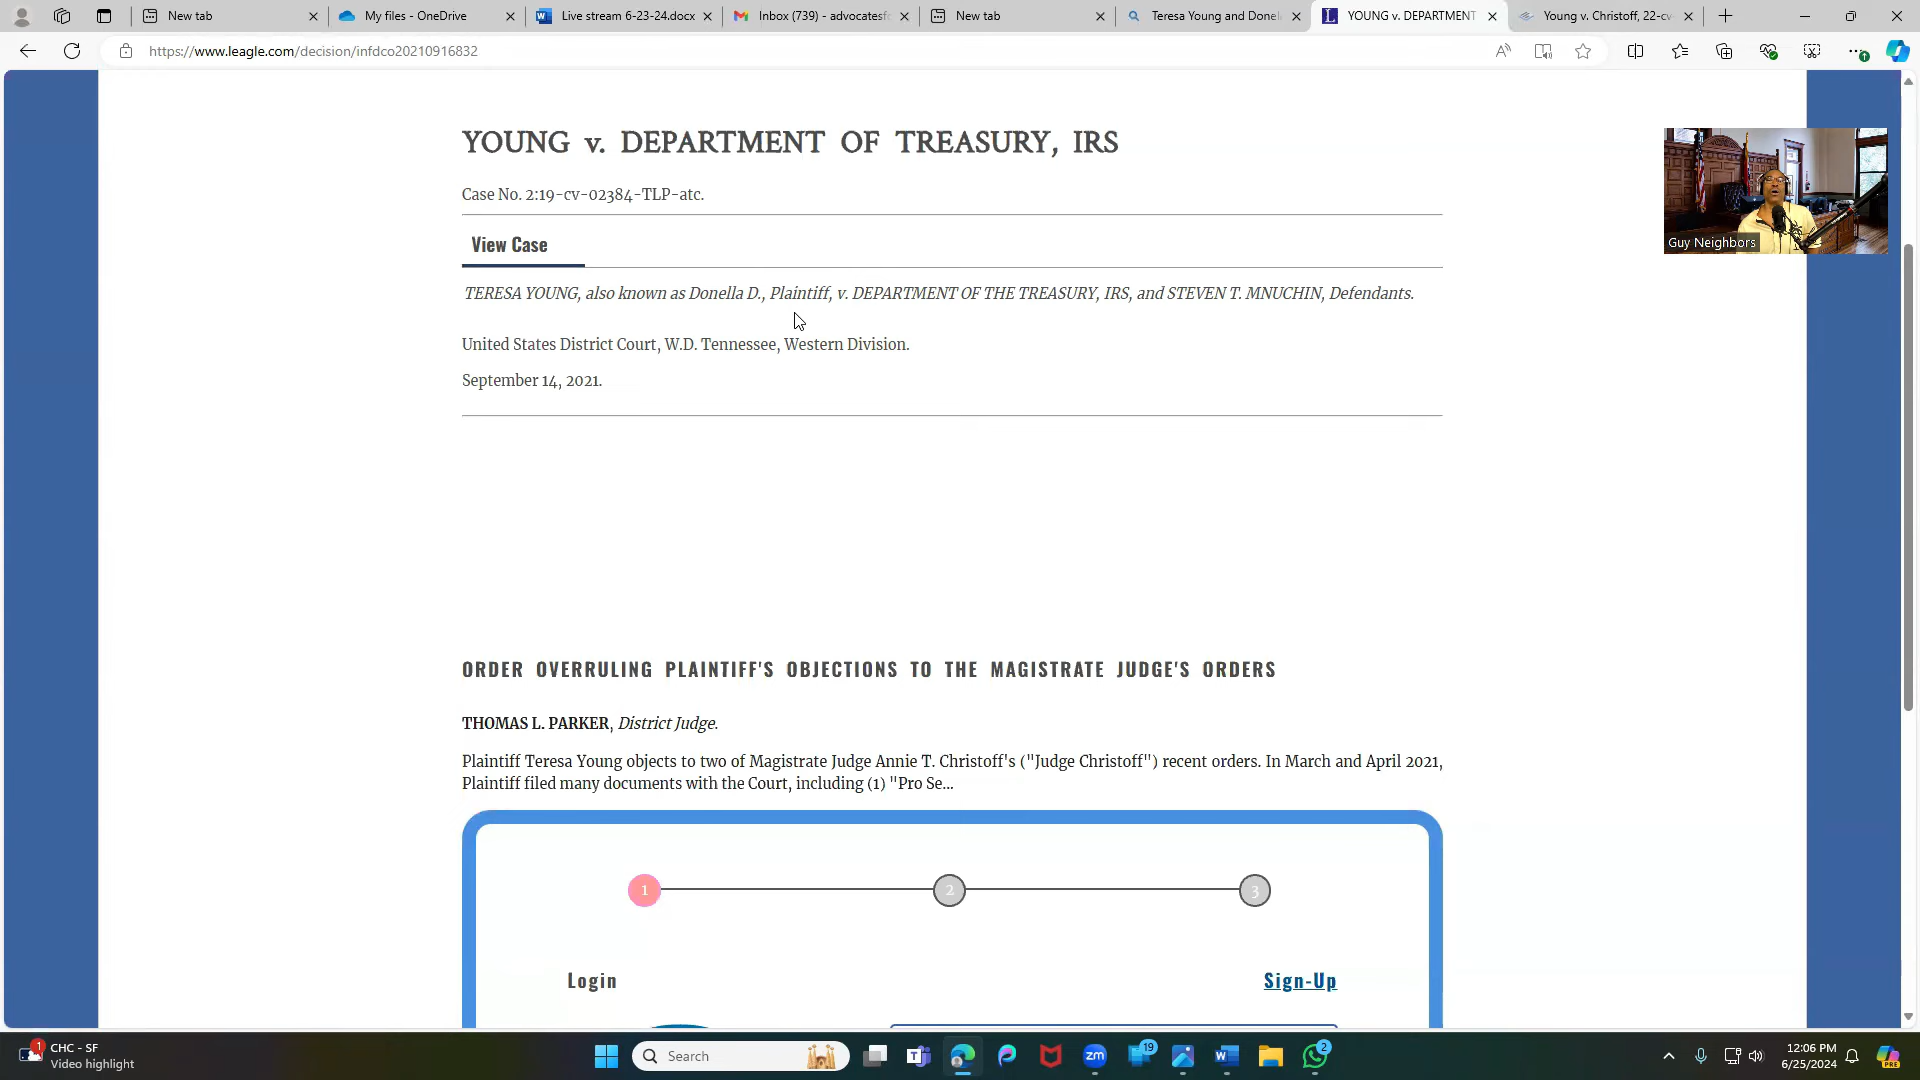 New tab
My files - OneDrive
Live stream 6-23-24.docx
Inbox (739) - advocatesf
New tab
Teresa Young and Donel
YOUNG v. DEPARTMENT
Young v. Christoff, 22-cv-
https://www.leagle.com/decision/infdco20210916832
YOUNG v. DEPARTMENT OF TREASURY, IRS
Case No. 2:19-cv-02384-TLP-atc.
View Case
TERESA YOUNG, also known as Donella D., Plaintiff, v. DEPARTMENT OF THE TREASURY, IRS, and STEVEN T. MNUCHIN, Defendants.
United States District Court, W.D. Tennessee, Western Division.
September 14, 2021.
Guy Neighbors
ORDER OVERRULING PLAINTIFF'S OBJECTIONS TO THE MAGISTRATE JUDGE'S ORDERS
THOMAS L. PARKER, District Judge.
Plaintiff Teresa Young objects to two of Magistrate Judge Annie T. Christoff's ("Judge Christoff") recent orders. In March and April 2021,
Plaintiff filed many documents with the Court, including (1) "Pro Se...
1
2
3
Login
Sign-Up
1
CHC - SF
Video highlight
Search
zm
19
2
12:06 PM
6/25/2024
PRE